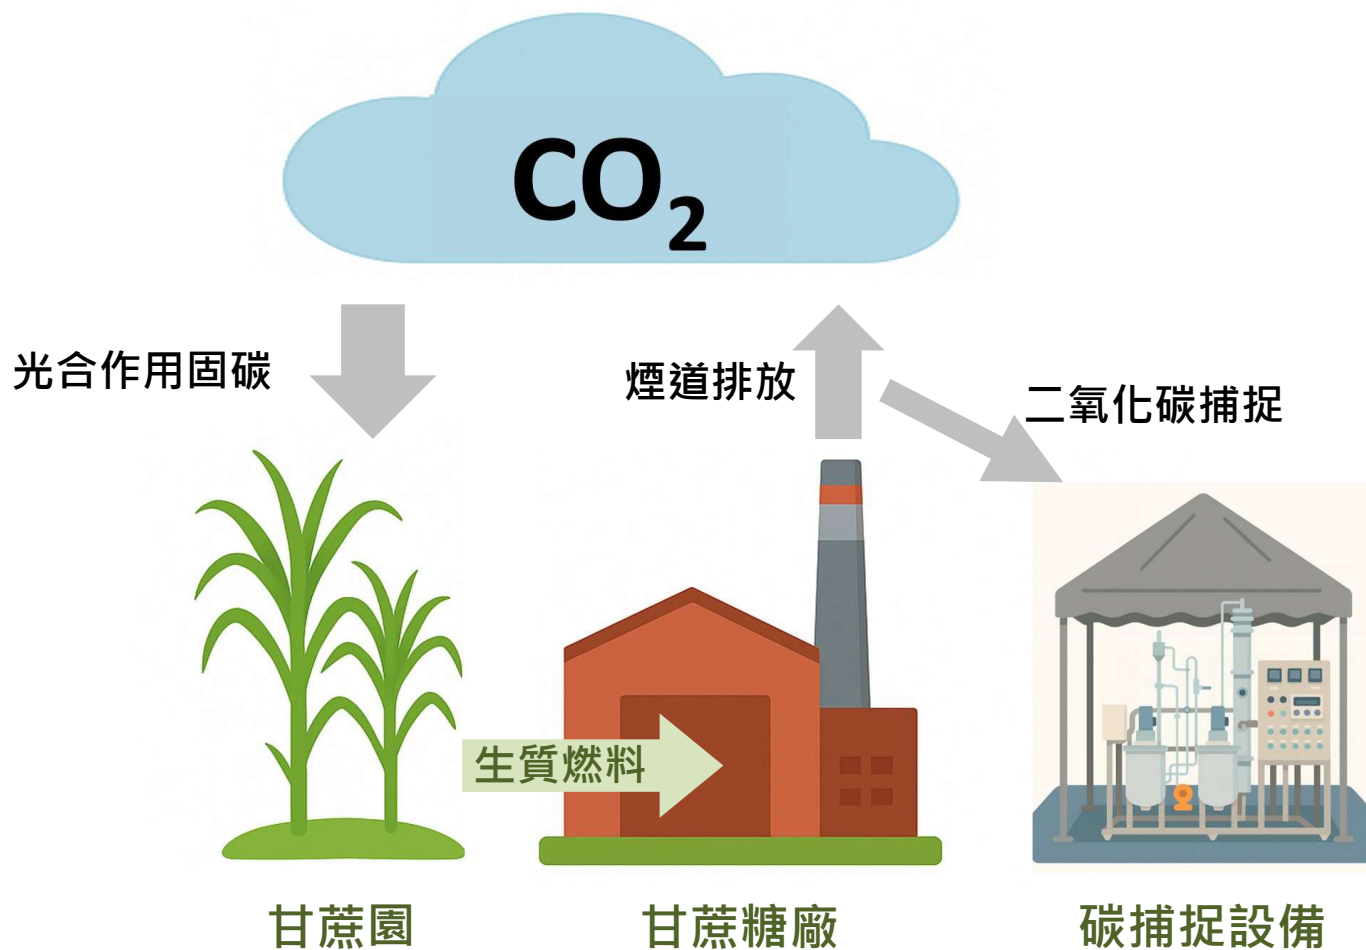 CO₂
光合作用固碳
煙道排放
二氧化碳捕捉
生質燃料
甘蔗園
甘蔗糖廠
碳捕捉設備